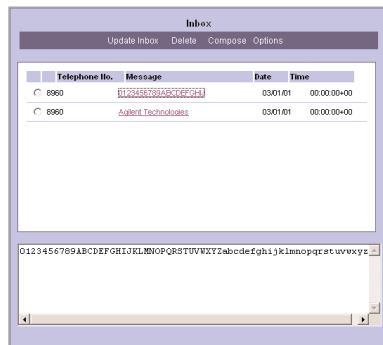 Inbox
Update Inbox Delete Compose Options
Telephone No. Message Date Time
8960 0123456789ABCDEFGHIJ 03/01/01 00:00:00+00
8960 Agilent Technologies 03/01/01 00:00:00+00
0123456789ABCDEFGHIJKLMNOPQRSTUVWXYZabcdefghijklmnopqrstuvwxyz